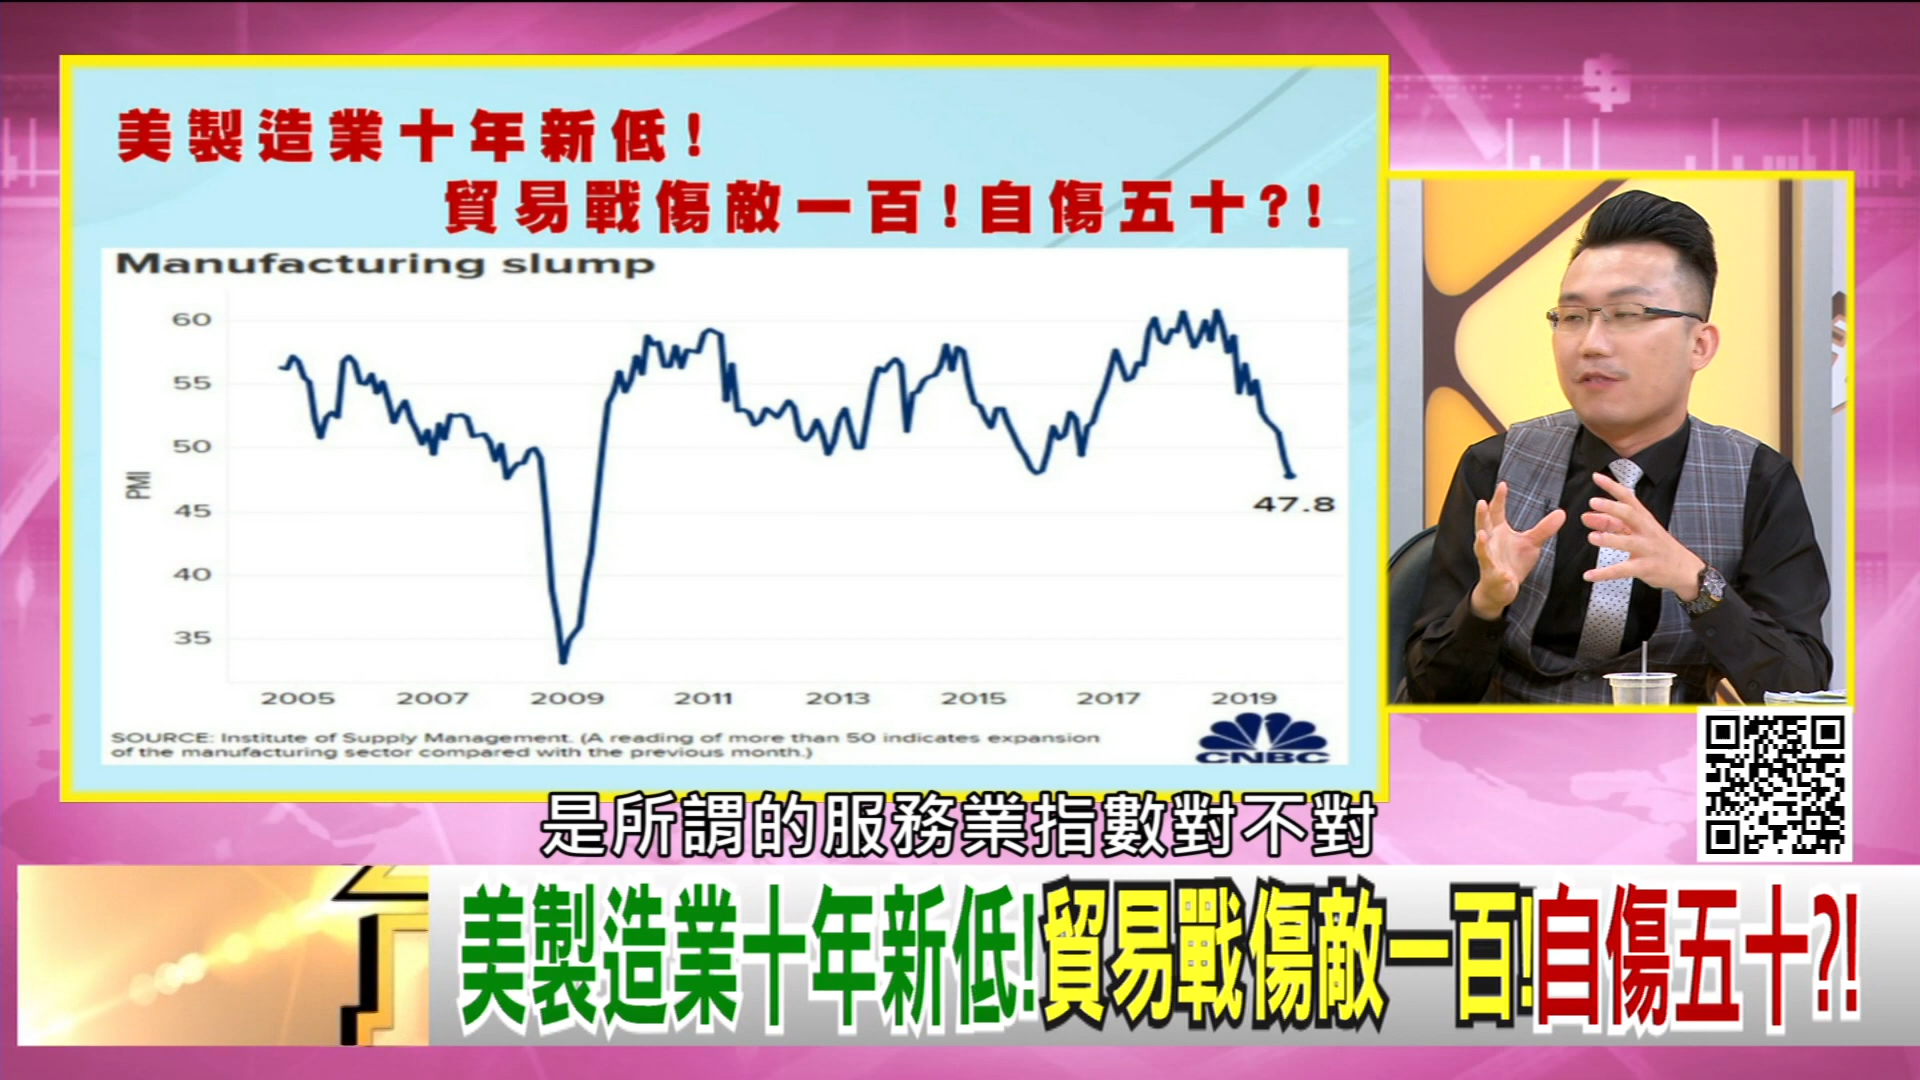 美製造業十年新低!
貿易戰傷敵一百!自傷五十?!
Manufacturing slump
60
55
50
45
40
35
PMI
47.8
2005 2007 2009 2011 2013 2015 2017 2019
SOURCE: Institute of Supply Management. (A reading of more than 50 indicates expansion
of the manufacturing sector compared with the previous month.)
CNBC
是所謂的服務業指數對不對
美製造業十年新低!貿易戰傷敵一百!自傷五十?!